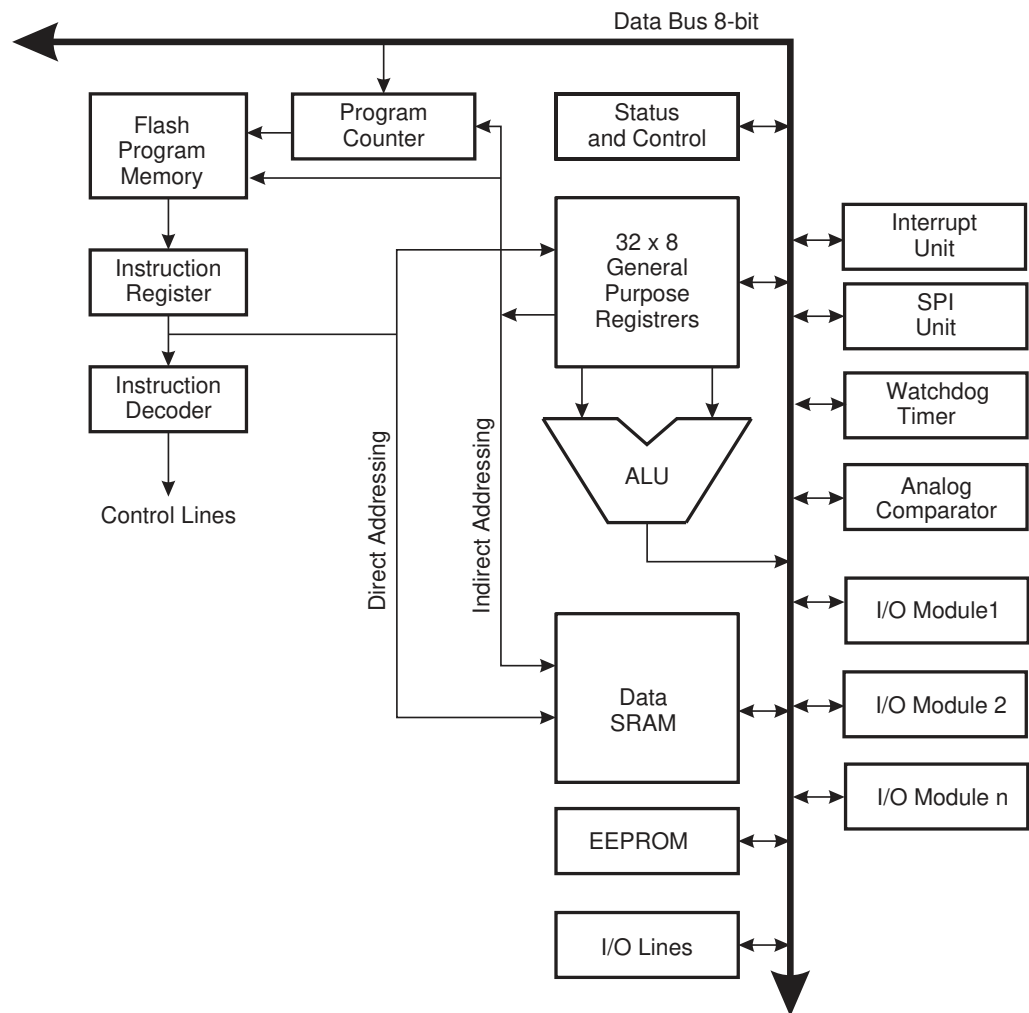 Data Bus 8-bit
Flash
Program
Memory
Program
Counter
Status
and Control
32 x 8
General
Purpose
Registrers
Interrupt
Unit
Instruction
Register
SPI
Unit
Instruction
Decoder
Watchdog
Timer
Direct Addressing
Indirect Addressing
ALU
Analog
Comparator
Control Lines
I/O Module1
Data
SRAM
I/O Module 2
I/O Module n
EEPROM
I/O Lines